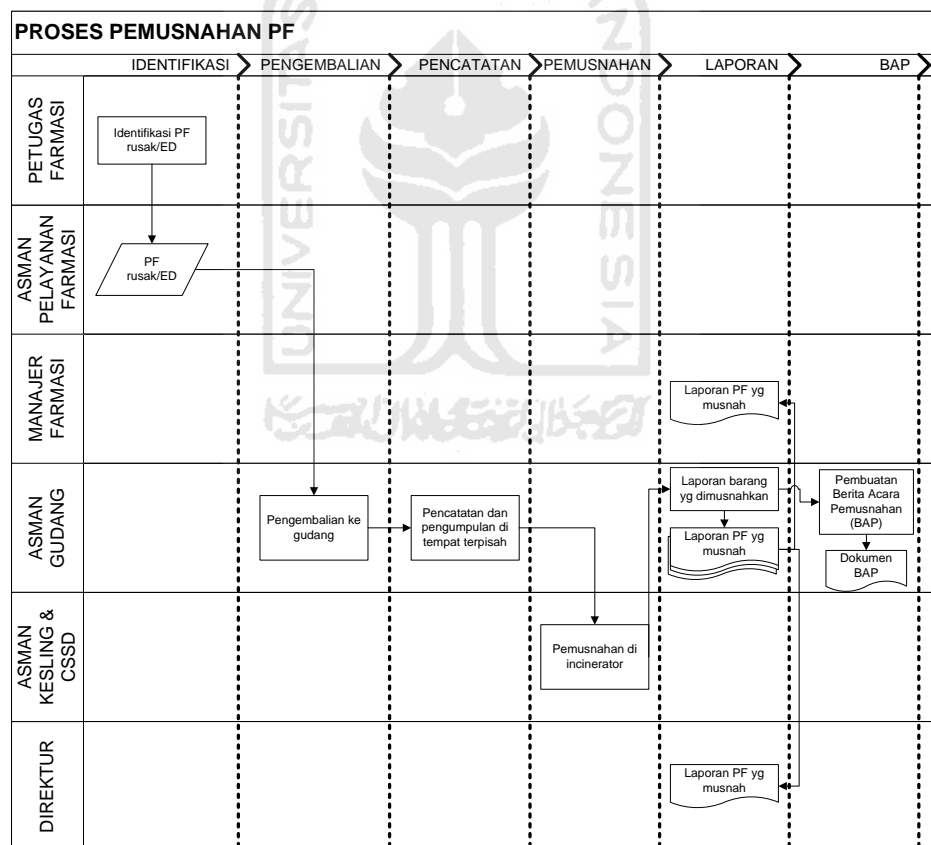 PROSES PEMUSNAHAN PF
IDENTIFIKASI
PENGEMBALIAN
PENCATATAN
PEMUSNAHAN
LAPORAN
BAP
PETUGAS
FARMASI
Identifikasi PF
rusak/ED
ASMAN
PELAYANAN
FARMASI
PF
rusak/ED
MANAJER
FARMASI
Laporan PF yg
musnah
ASMAN
GUDANG
Pengembalian ke
gudang
Pencatatan dan
pengumpulan di
tempat terpisah
Laporan barang
yg dimusnahkan
Laporan PF yg
musnah
Pembuatan
Berita Acara
Pemusnahan
(BAP)
Dokumen
BAP
ASMAN
KESLING &
CSSD
Pemusnahan di
incinerator
DIREKTUR
Laporan PF yg
musnah
UNIVERSITAS
INDONESIA